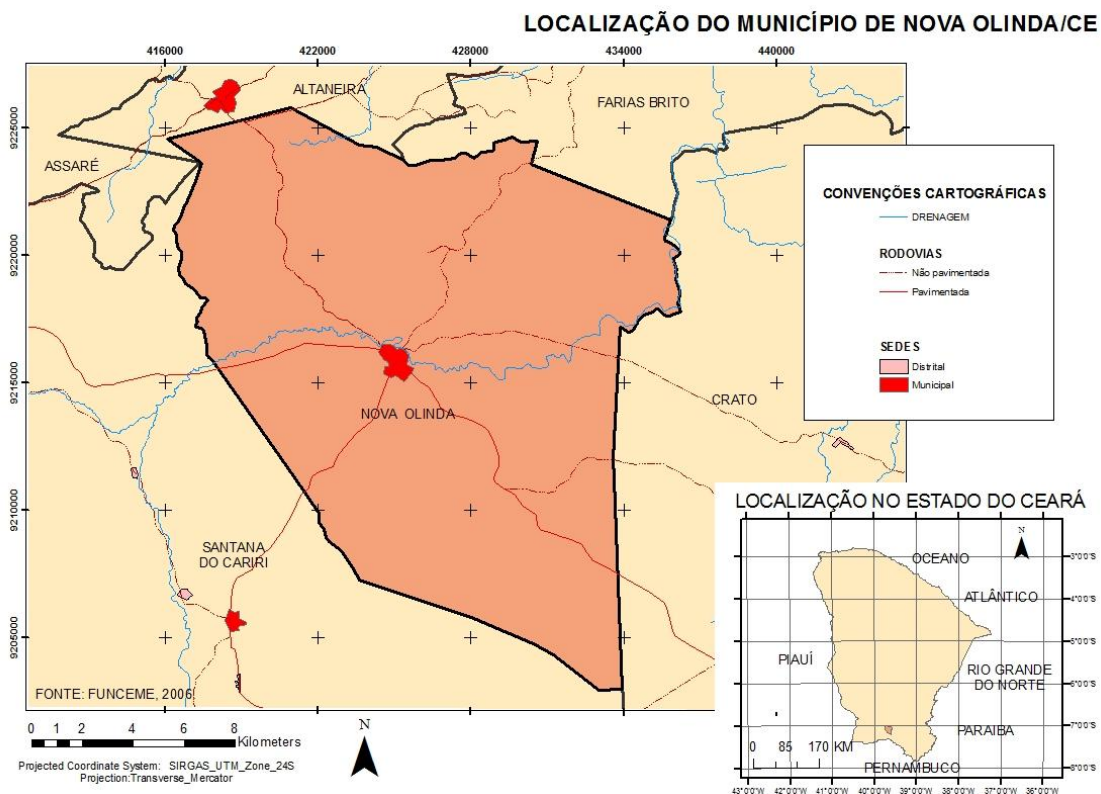 LOCALIZAÇÃO DO MUNICÍPIO DE NOVA OLINDA/CE
416000
422000
428000
434000
440000
9225000
9220000
9215000
9210000
9205000
ALTANEIRA
FARIAS BRITO
ASSARÉ
NOVA OLINDA
CRATO
SANTANA
DO CARIRI
FONTE: FUNCEME, 2006
CONVENÇÕES CARTOGRÁFICAS
DRENAGEM
RODOVIAS
Não pavimentada
Pavimentada
SEDES
Distrital
Municipal
0 1 2 4 6 8
Kilometers
N
Projected Coordinate System: SIRGAS_UTM_Zone_24S
Projection:Transverse_Mercator
LOCALIZAÇÃO NO ESTADO DO CEARÁ
N
OCEANO
ATLÂNTICO
PIAUÍ
RIO GRANDE
DO NORTE
PARAIBA
PERNAMBUCO
0 85 170 KM
3°0'0"S
4°0'0"S
5°0'0"S
6°0'0"S
7°0'0"S
8°0'0"S
43°0'0"W 42°0'0"W 41°0'0"W 40°0'0"W 39°0'0"W 38°0'0"W 37°0'0"W 36°0'0"W